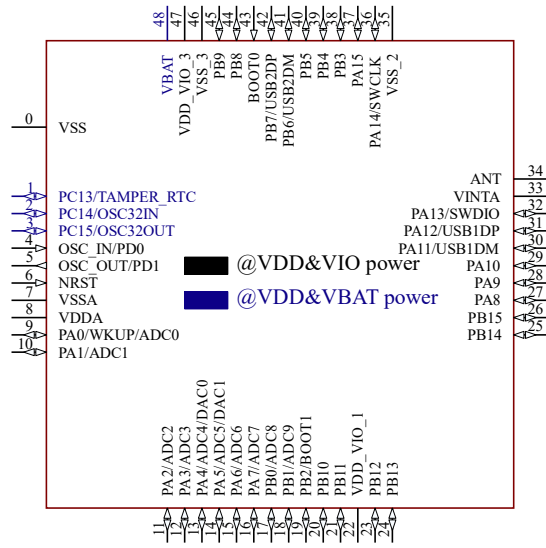 48 47 46 45 44 43 42 41 40 39 38 37 36 35
VBAT
VDD_VIO_3
VSS_3
PB9
PB8
BOOT0
PB7/USB2DP
PB6/USB2DM
PB5
PB4
PB3
PA15
PA14/SWCLK
VSS_2
0 VSS
ANT 34
VINTA 33
1 PC13/TAMPER_RTC
PA13/SWDIO 32
2 PC14/OSC32IN
PA12/USB1DP 31
3 PC15/OSC32OUT
PA11/USB1DM 30
4 OSC_IN/PD0
PA10 29
5 OSC_OUT/PD1
@VDD&VIO power
PA9 28
6 NRST
PA8 27
7 VSSA
@VDD&VBAT power
PB15 26
8 VDDA
PB14 25
9 PA0/WKUP/ADC0
10 PA1/ADC1
PA2/ADC2
PA3/ADC3
PA4/ADC4/DAC0
PA5/ADC5/DAC1
PA6/ADC6
PA7/ADC7
PB0/ADC8
PB1/ADC9
PB2/BOOT1
PB10
PB11
VDD_VIO_1
PB12
PB13
11 12 13 14 15 16 17 18 19 20 21 22 23 24